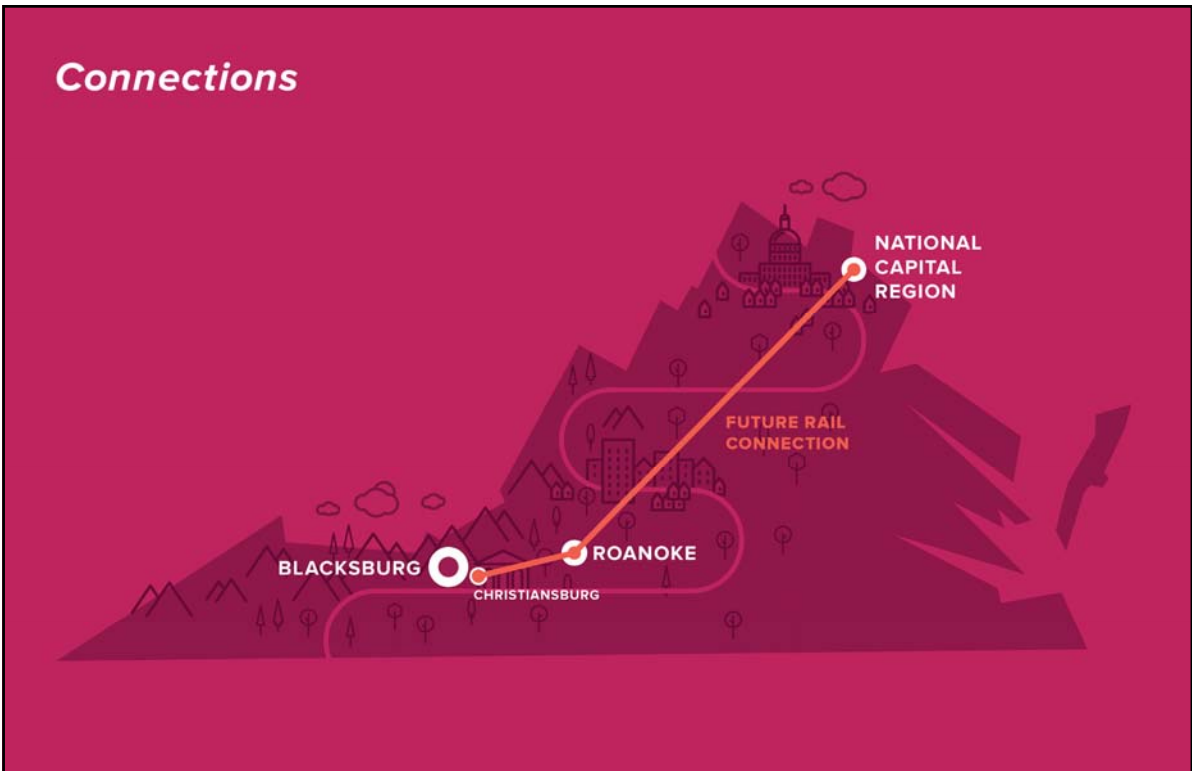 Connections
NATIONAL
CAPITAL
REGION
FUTURE RAIL
CONNECTION
ROANOKE
BLACKSBURG
CHRISTIANSBURG